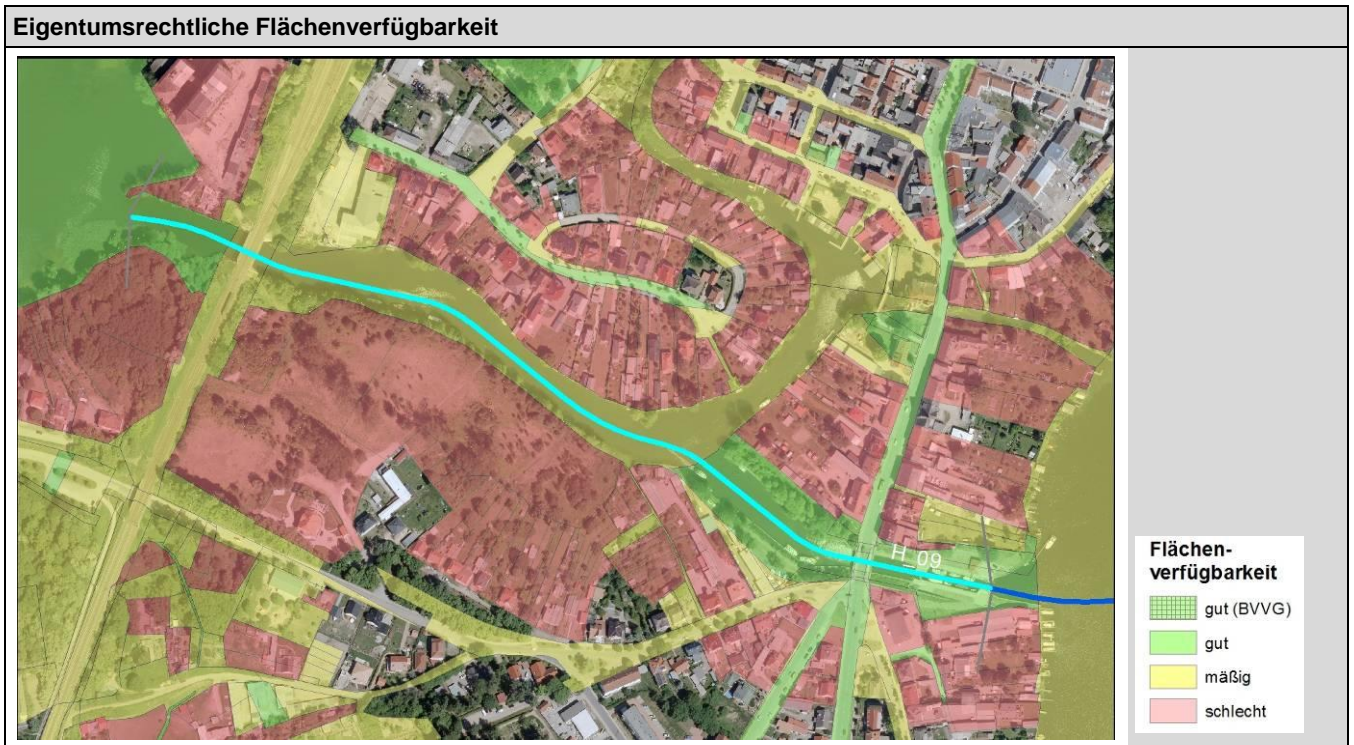 Eigentumsrechtliche Flächenverfügbarkeit
H_09
Flächen-
verfügbarkeit
gut (BVVG)
gut
mäßig
schlecht